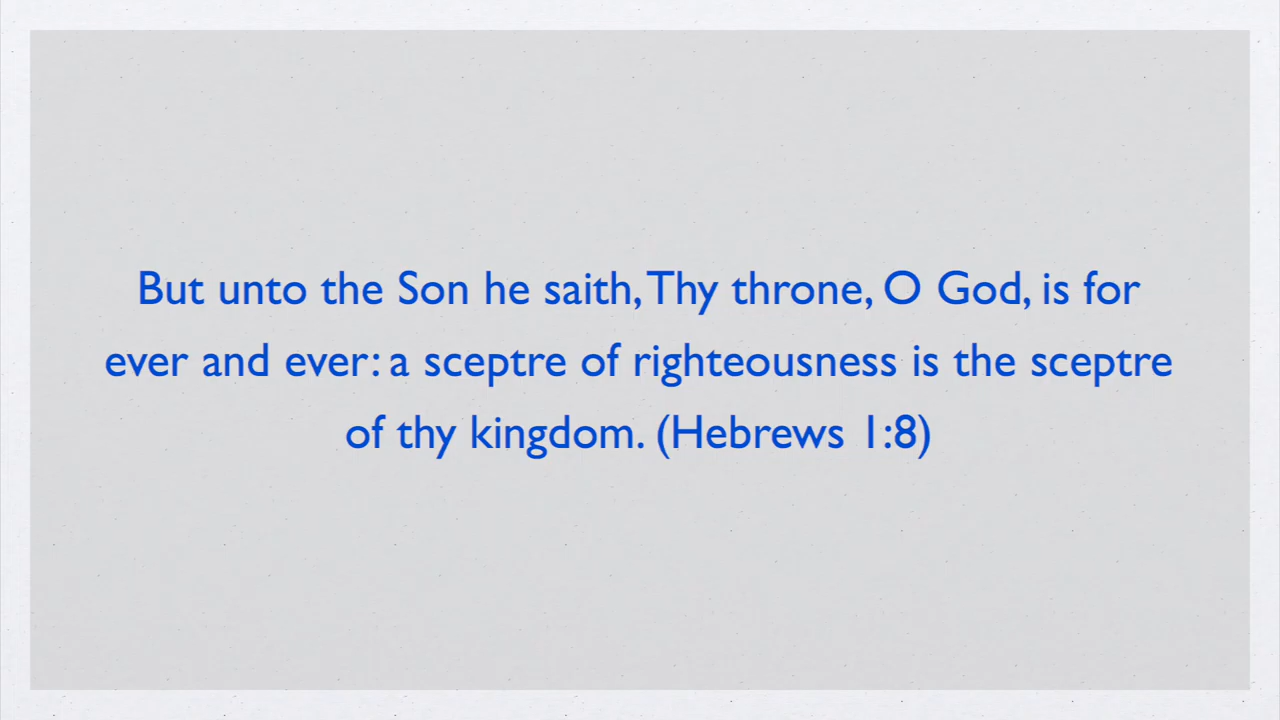 But unto the Son he saith, Thy throne, O God, is for
ever and ever: a sceptre of righteousness is the sceptre
of thy kingdom. (Hebrews 1:8)